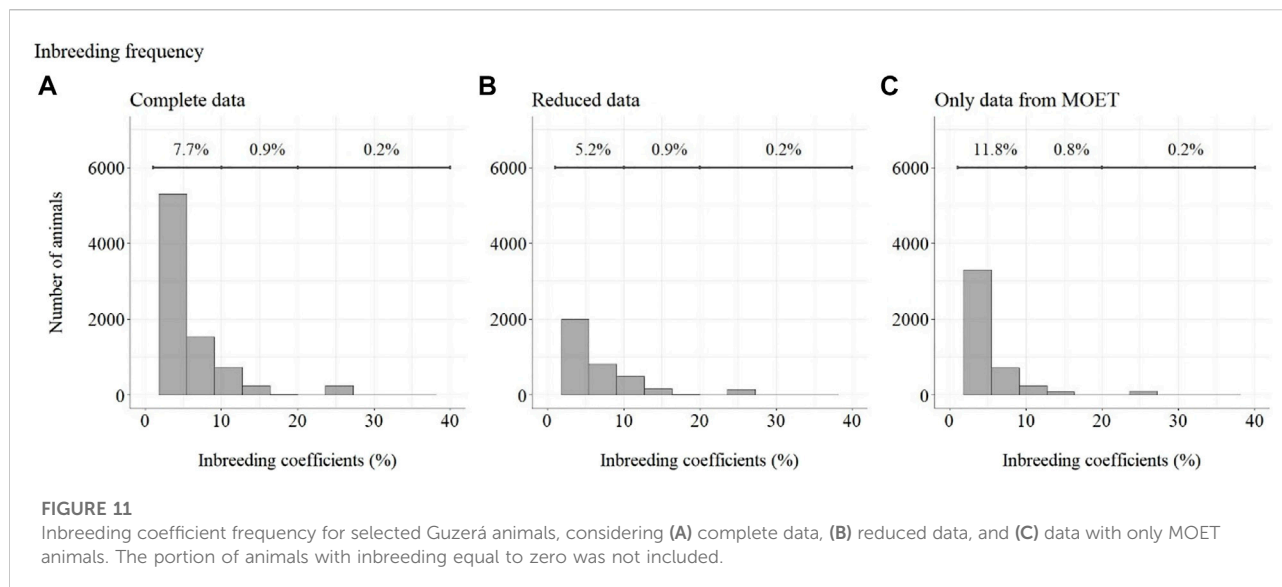 Inbreeding frequency
A
Complete data
7.7%
0.9%
0.2%
6000
4000
2000
0
Number of animals
0 10 20 30 40
Inbreeding coefficients (%)
B
Reduced data
5.2%
0.9%
0.2%
6000
4000
2000
0
0 10 20 30 40
Inbreeding coefficients (%)
C
Only data from MOET
11.8%
0.8%
0.2%
6000
4000
2000
0
0 10 20 30 40
Inbreeding coefficients (%)
FIGURE 11
Inbreeding coefficient frequency for selected Guzerá animals, considering (A) complete data, (B) reduced data, and (C) data with only MOET
animals. The portion of animals with inbreeding equal to zero was not included.